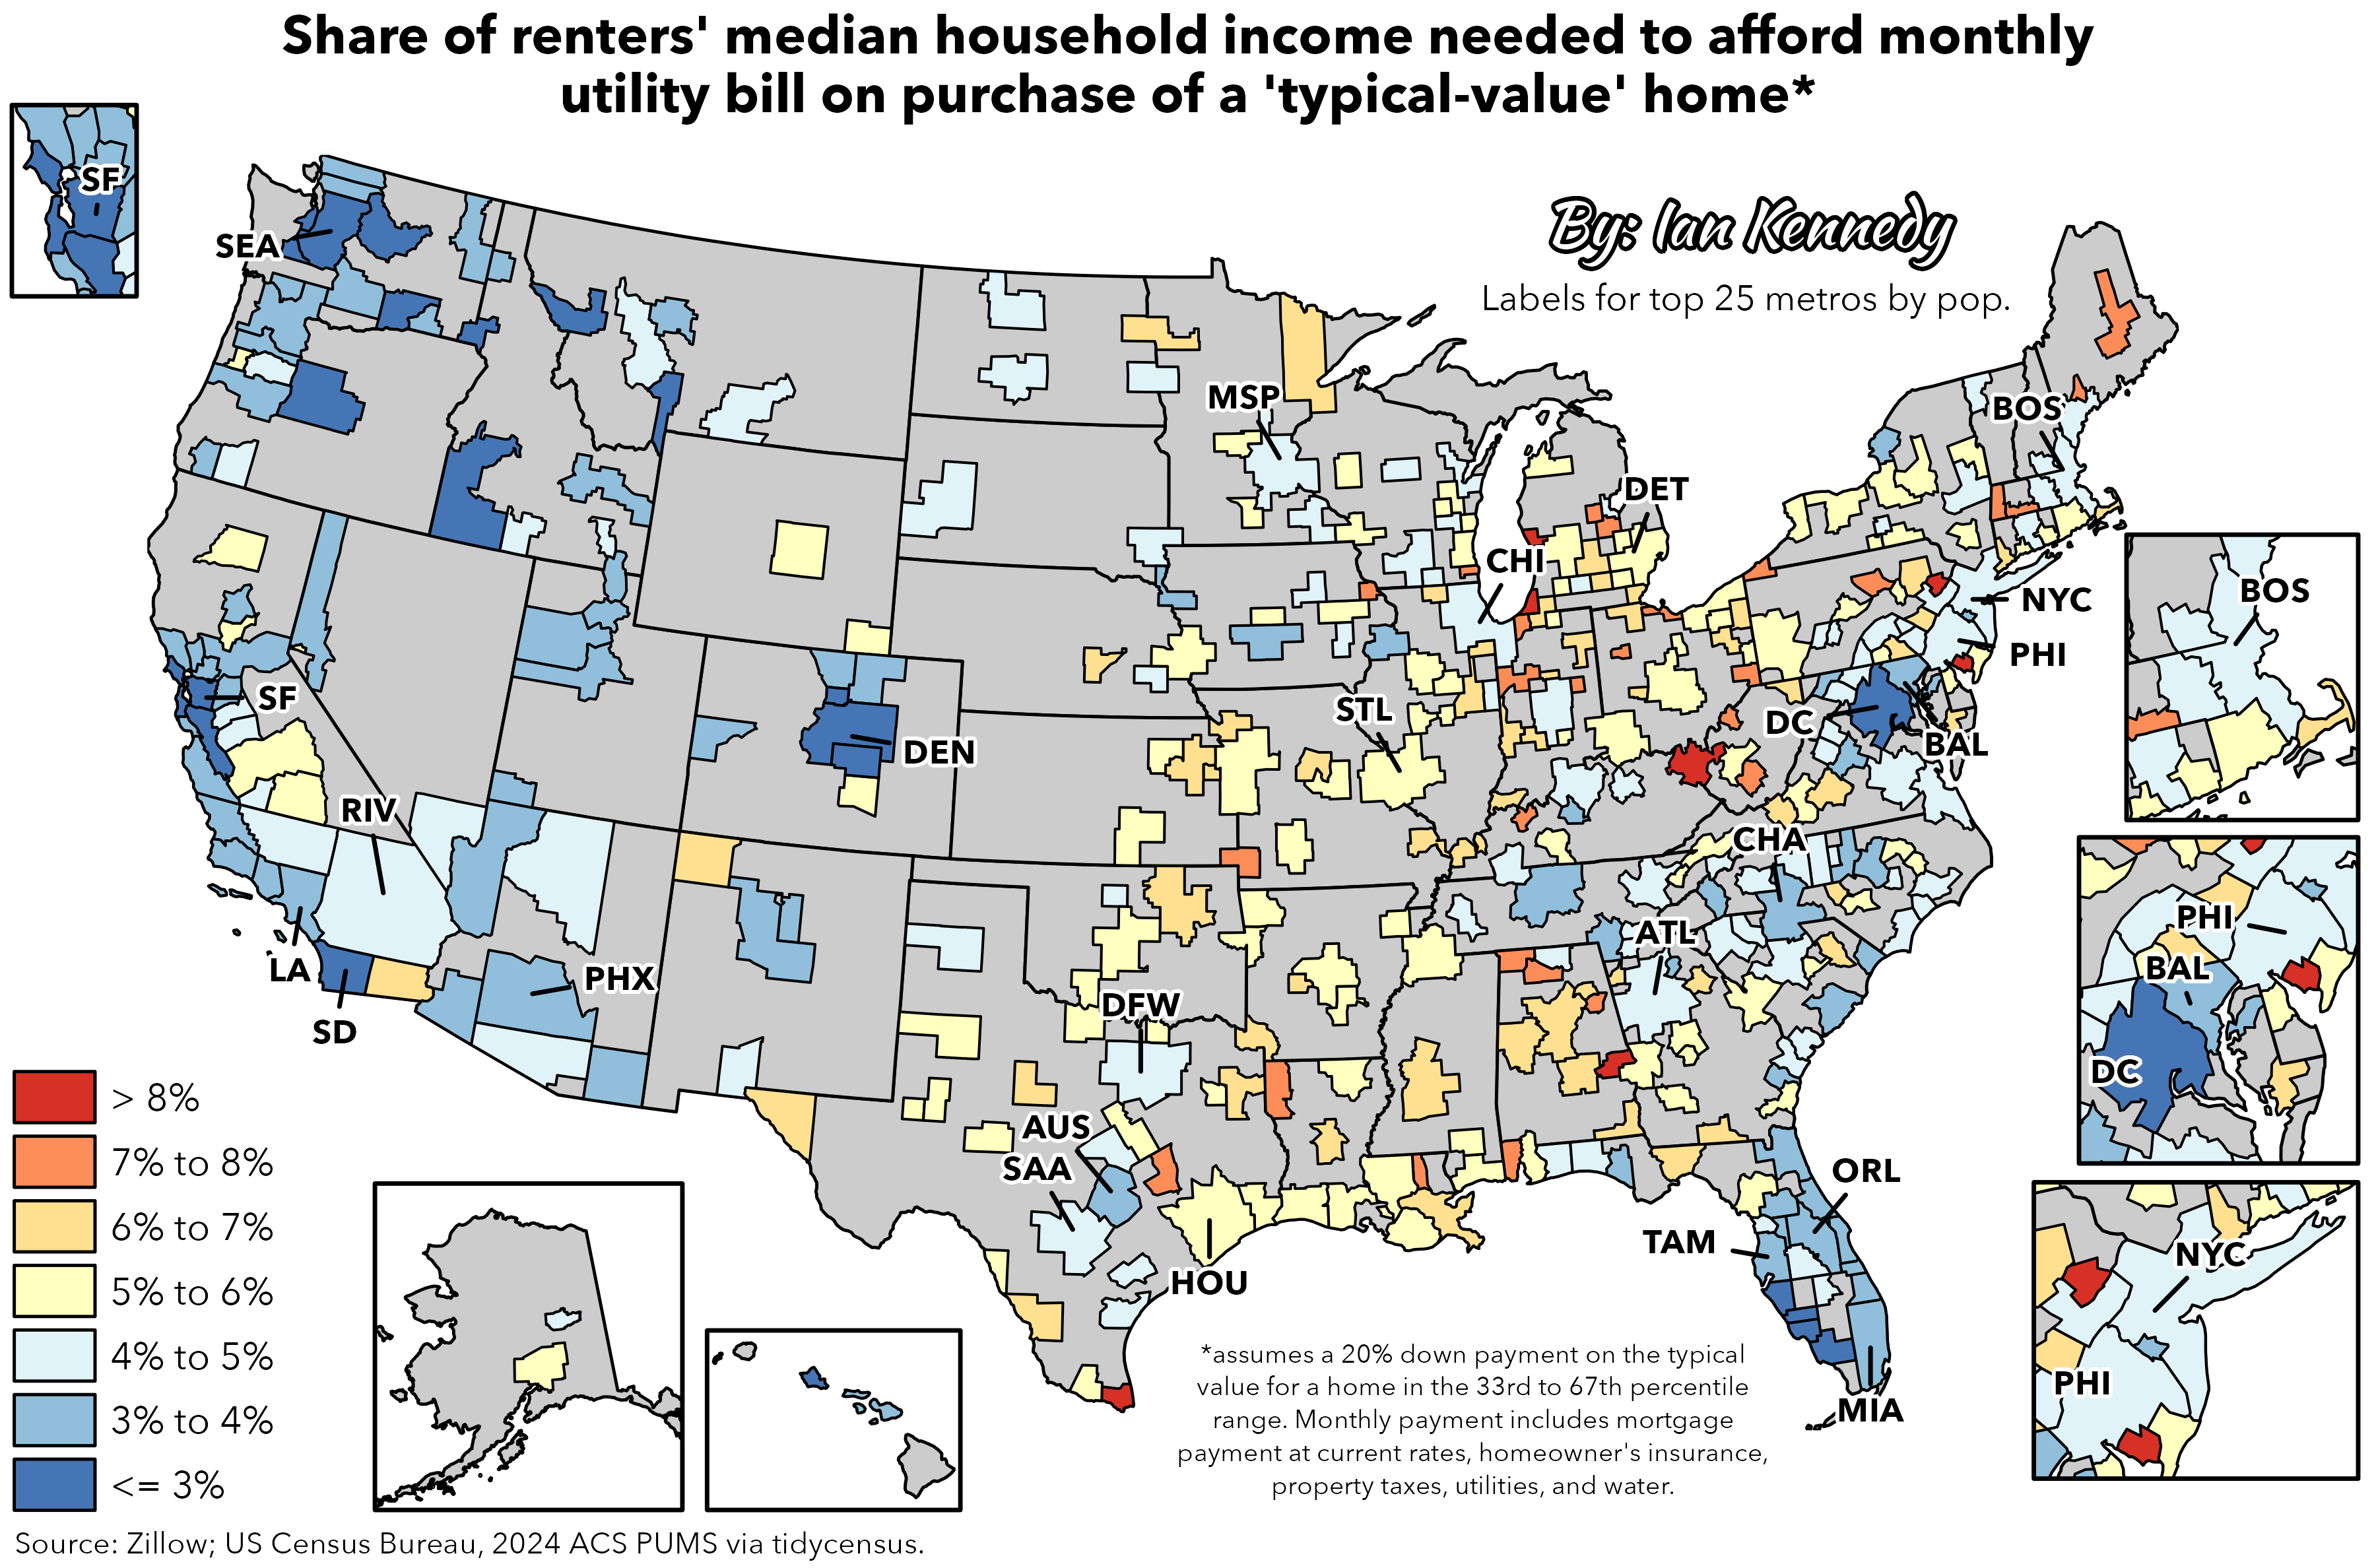 Share of renters' median household income needed to afford monthly
utility bill on purchase of a 'typical-value' home*
By: Ian Kennedy
Labels for top 25 metros by pop.
SF
SEA
MSP
BOS
DET
CHI
NYC
PHI
BOS
SF
STL
DC
DEN
BAL
RIV
CHA
PHI
ATL
BAL
LA
PHX
DFW
SD
DC
AUS
SAA
ORL
TAM
HOU
NYC
PHI
MIA
> 8%
7% to 8%
6% to 7%
5% to 6%
4% to 5%
3% to 4%
<= 3%
*assumes a 20% down payment on the typical
value for a home in the 33rd to 67th percentile
range. Monthly payment includes mortgage
payment at current rates, homeowner's insurance,
property taxes, utilities, and water.
Source: Zillow; US Census Bureau, 2024 ACS PUMS via tidycensus.